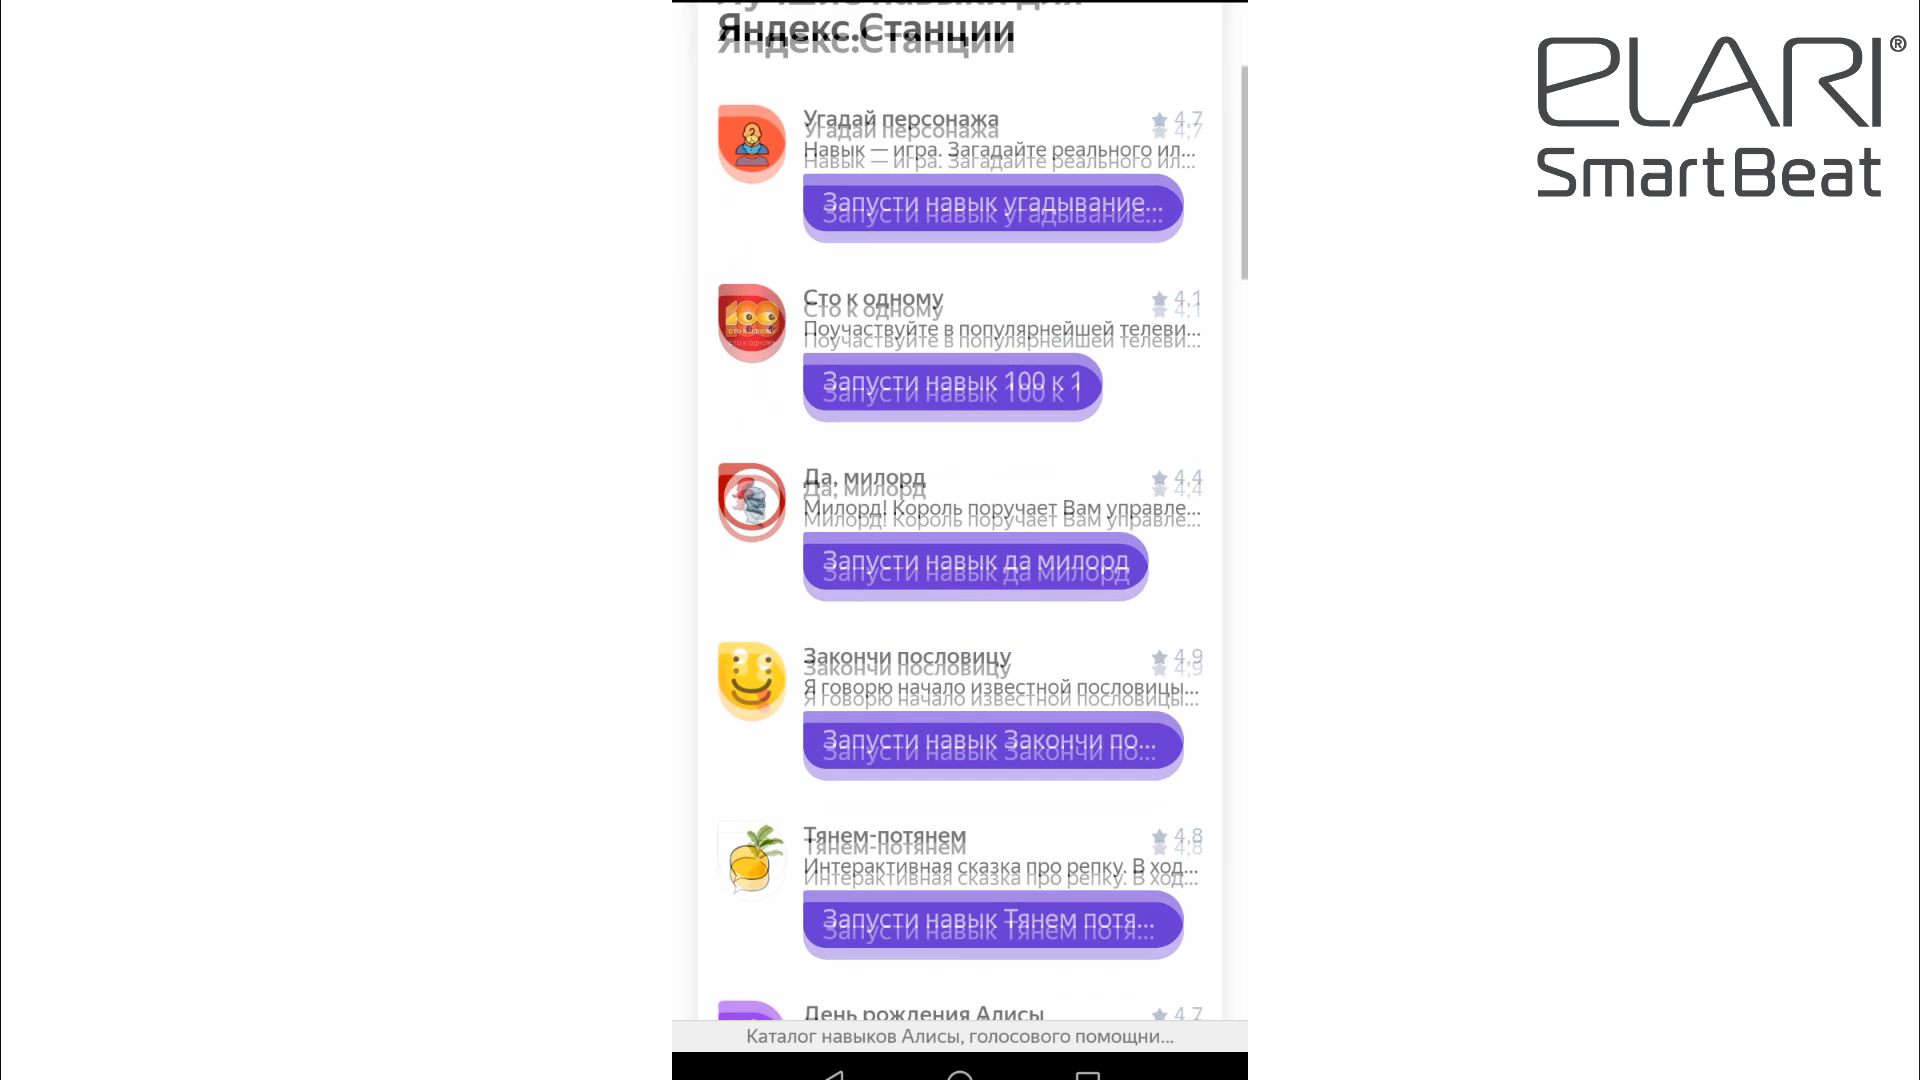 Яндекс.Станции
Угадай персонажа
4,7
Навык — игра. Загадайте реального ил...
Запусти навык угадывание...
100
СТО К ОДНОМУ
Сто к одному
4,1
Поучаствуйте в популярнейшей телеви...
Запусти навык 100 к 1
Да, милорд
4,4
Милорд! Король поручает Вам управле...
Запусти навык да милорд
Закончи пословицу
4,9
Я говорю начало известной пословицы...
Запусти навык Закончи по...
Тянем-потянем
4,8
Интерактивная сказка про репку. В ход...
Запусти навык Тянем потя...
День рождения Алисы
4,7
Каталог навыков Алисы, голосового помощни...
ELARI®
SmartBeat